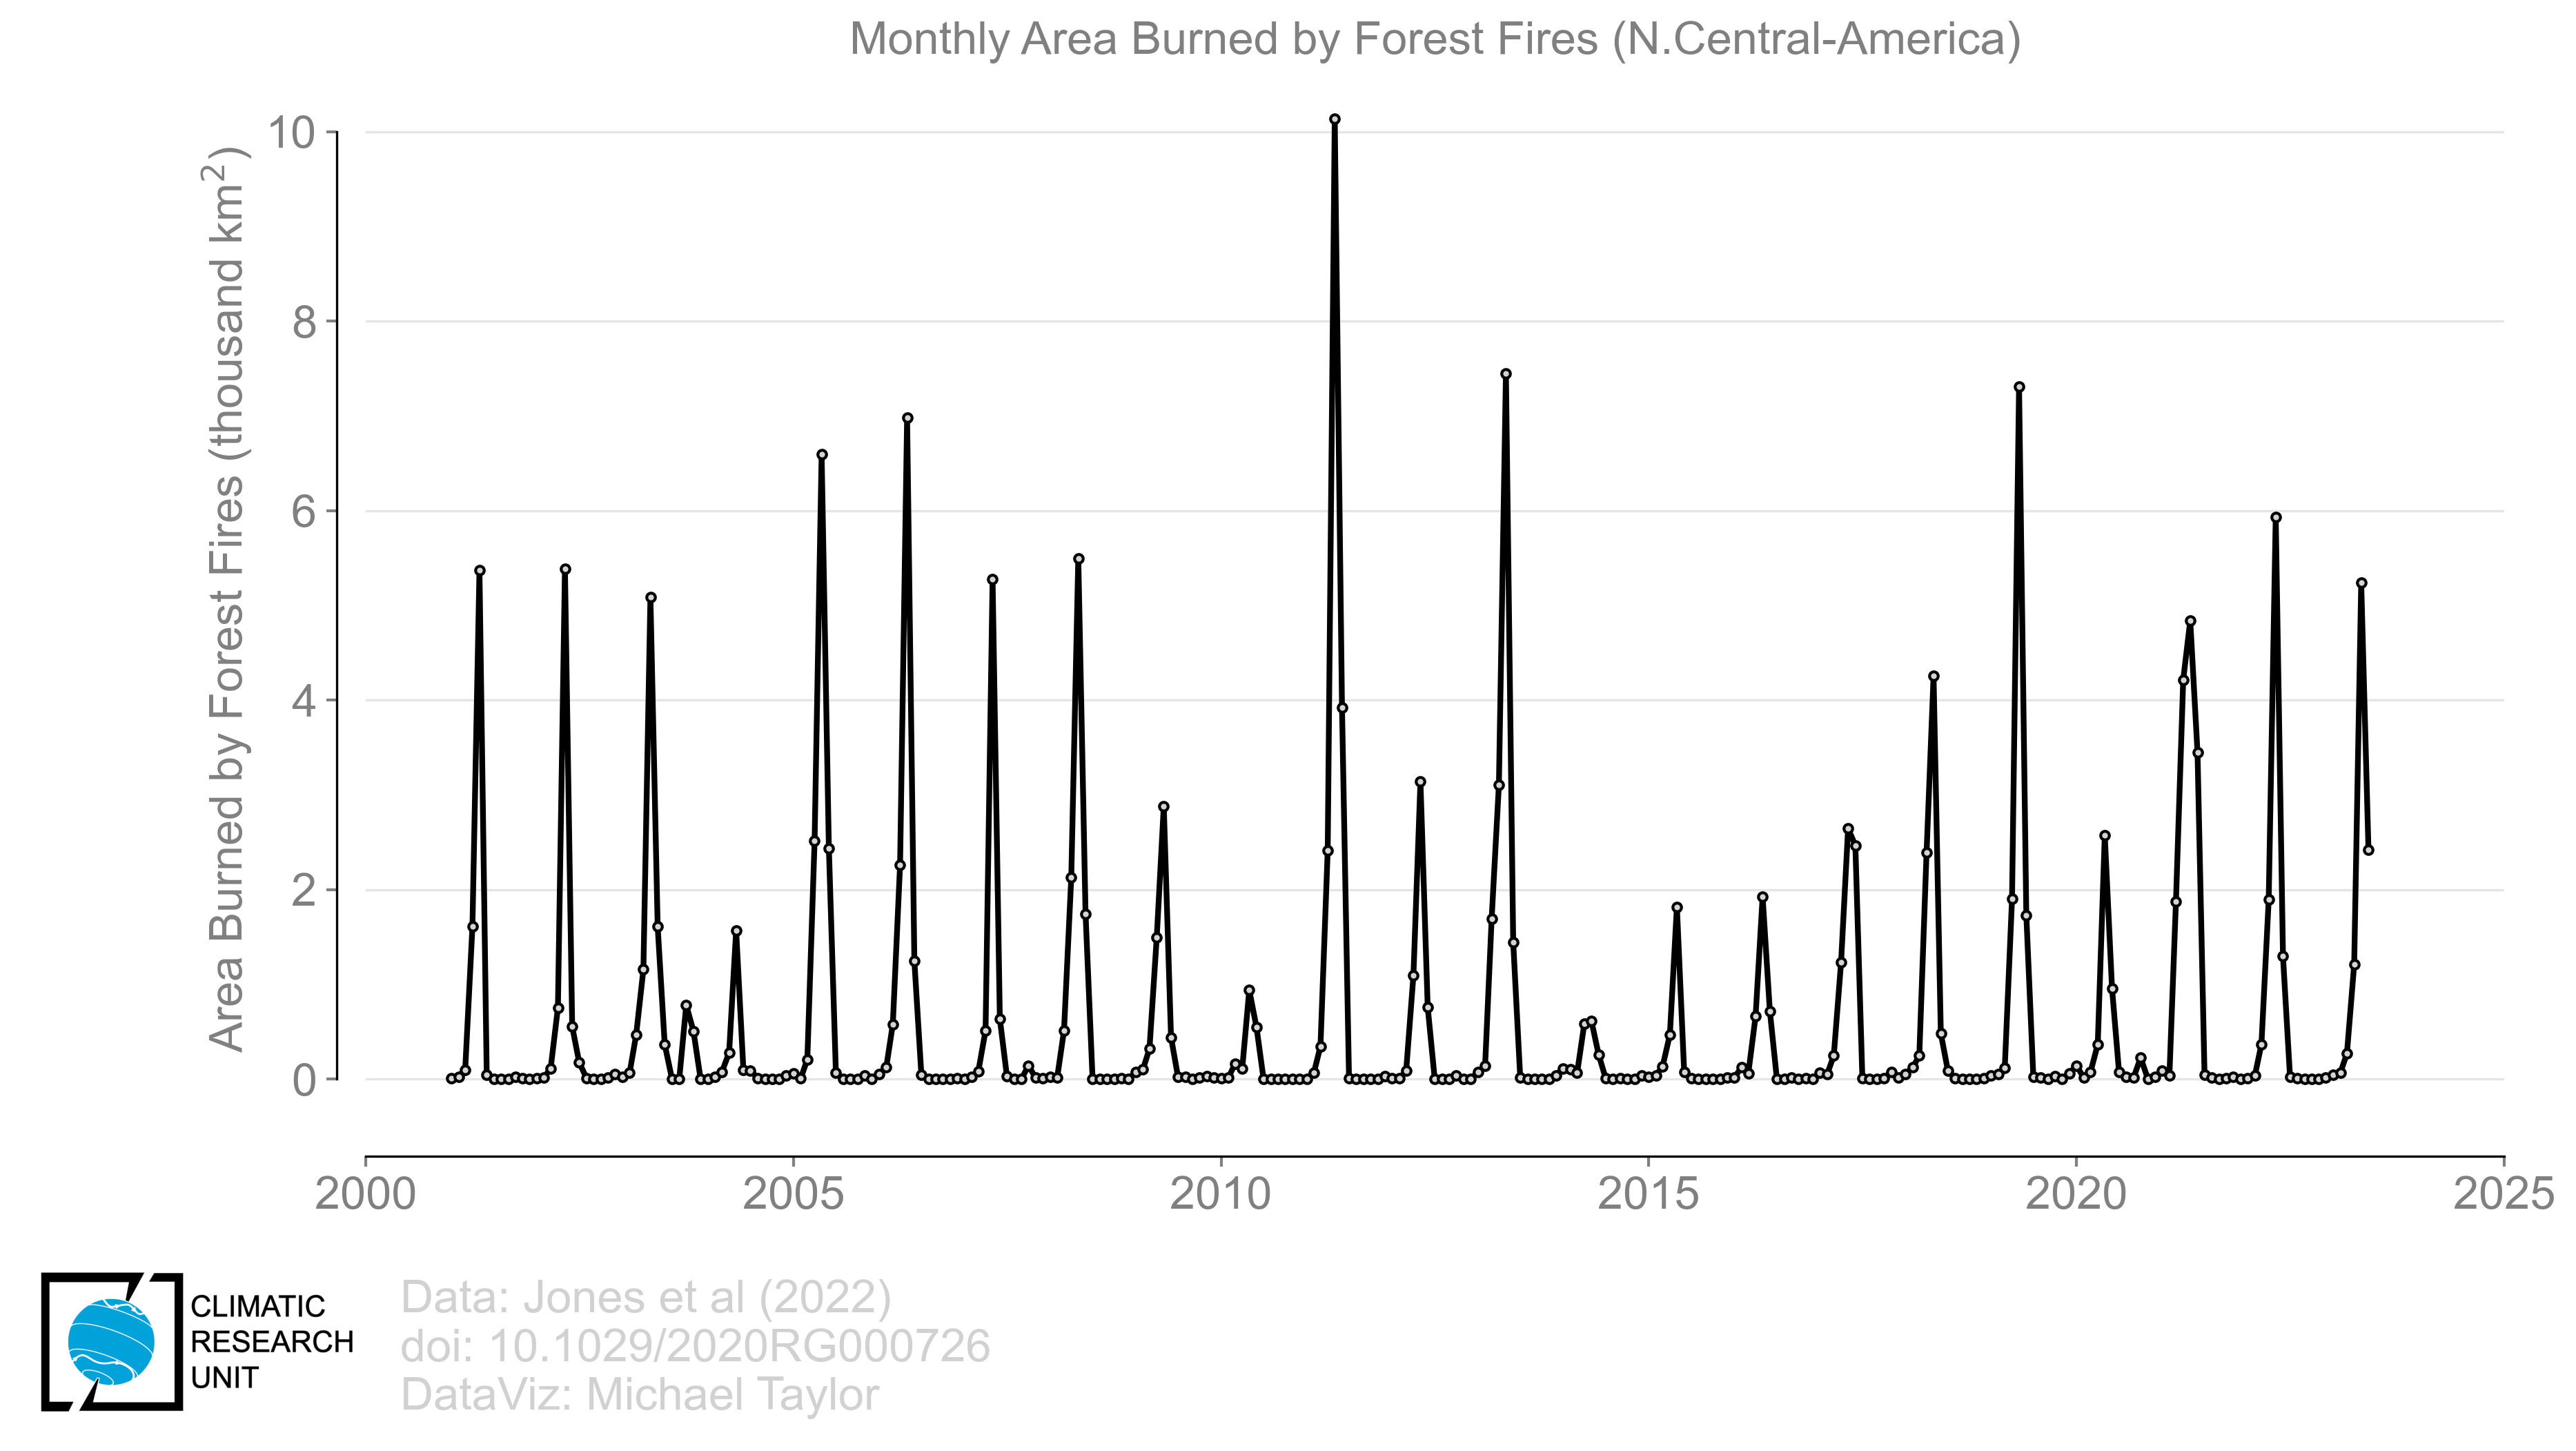 Monthly Area Burned by Forest Fires (N.Central-America)
Area Burned by Forest Fires (thousand km²)
10
8
6
4
2
0
2000
2005
2010
2015
2020
2025
CLIMATIC
RESEARCH
UNIT
Data: Jones et al (2022)
doi: 10.1029/2020RG000726
DataViz: Michael Taylor